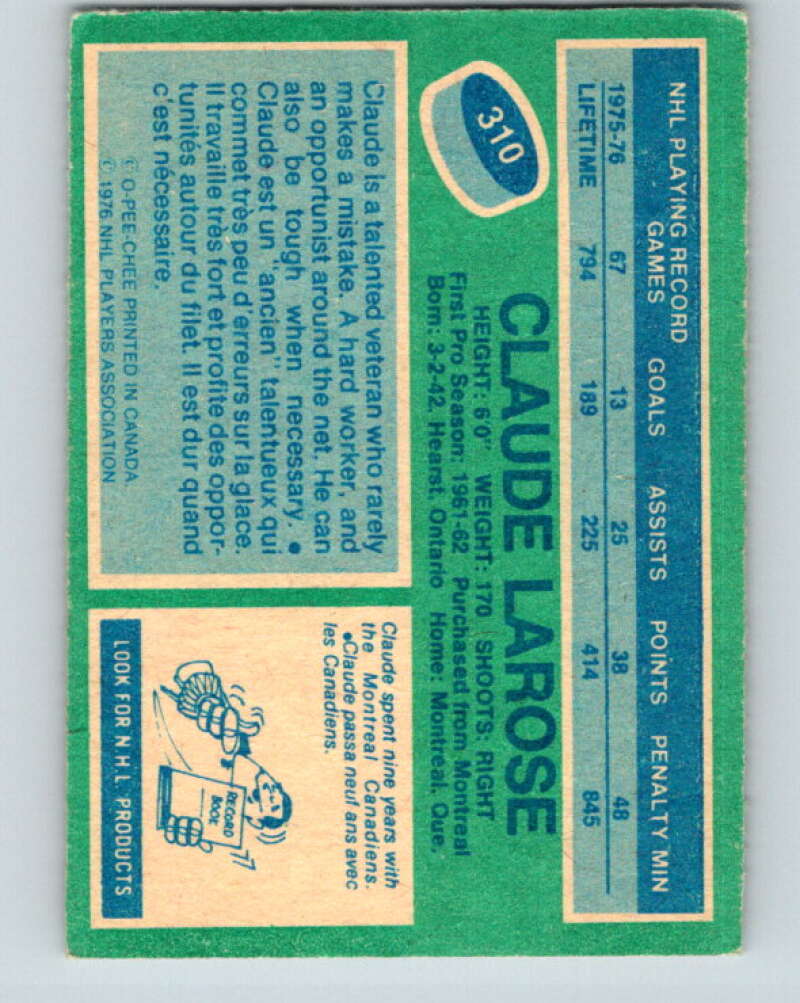 NHL PLAYING RECORD
GAMES GOALS ASSISTS POINTS PENALTY MIN
1975-76 67 13 25 38 48
LIFETIME 794 189 225 414 845
310
CLAUDE LAROSE
HEIGHT: 6'0" WEIGHT: 170 SHOOTS: RIGHT
First Pro Season: 1961-62 Purchased from Montreal
Born: 3-2-42, Hearst, Ontario Home: Montreal, Que.
Claude is a talented veteran who rarely
makes a mistake. A hard worker, and
an opportunist around the net. He can
also be tough when necessary. •
Claude est un "ancien" talentueux qui
commet très peu d'erreurs sur la glace.
Il travaille très fort et profite des oppor-
tunités autour du filet. Il est dur quand
c'est nécessaire.
© O-PEE-CHEE PRINTED IN CANADA
© 1976 NHL PLAYERS ASSOCIATION
Claude spent nine years with
the Montreal Canadiens.
•Claude passa neuf ans avec
les Canadiens.
RECORD
BOOK
LOOK FOR N.H.L. PRODUCTS